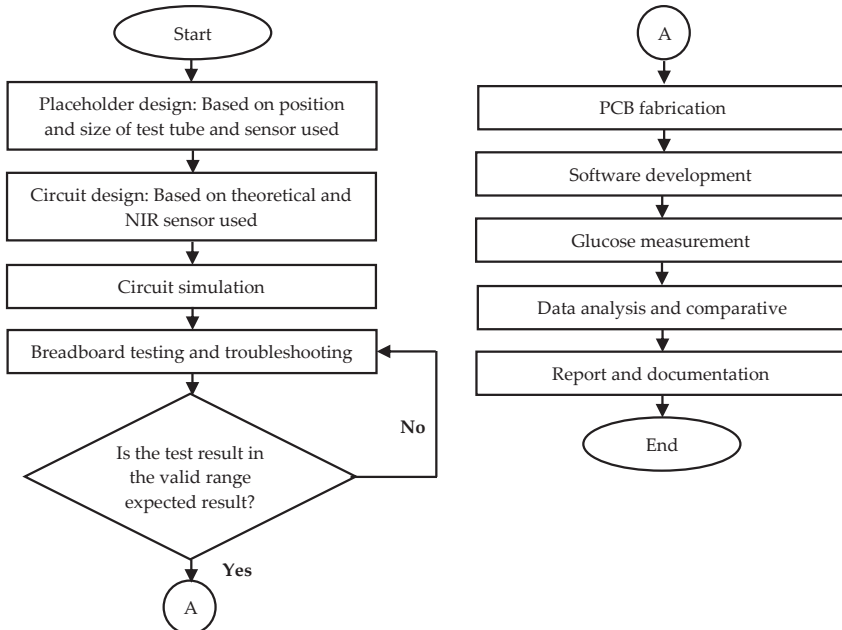 Start
Placeholder design: Based on position
and size of test tube and sensor used
Circuit design: Based on theoretical and
NIR sensor used
Circuit simulation
Breadboard testing and troubleshooting
No
Is the test result in
the valid range
expected result?
Yes
A
A
PCB fabrication
Software development
Glucose measurement
Data analysis and comparative
Report and documentation
End